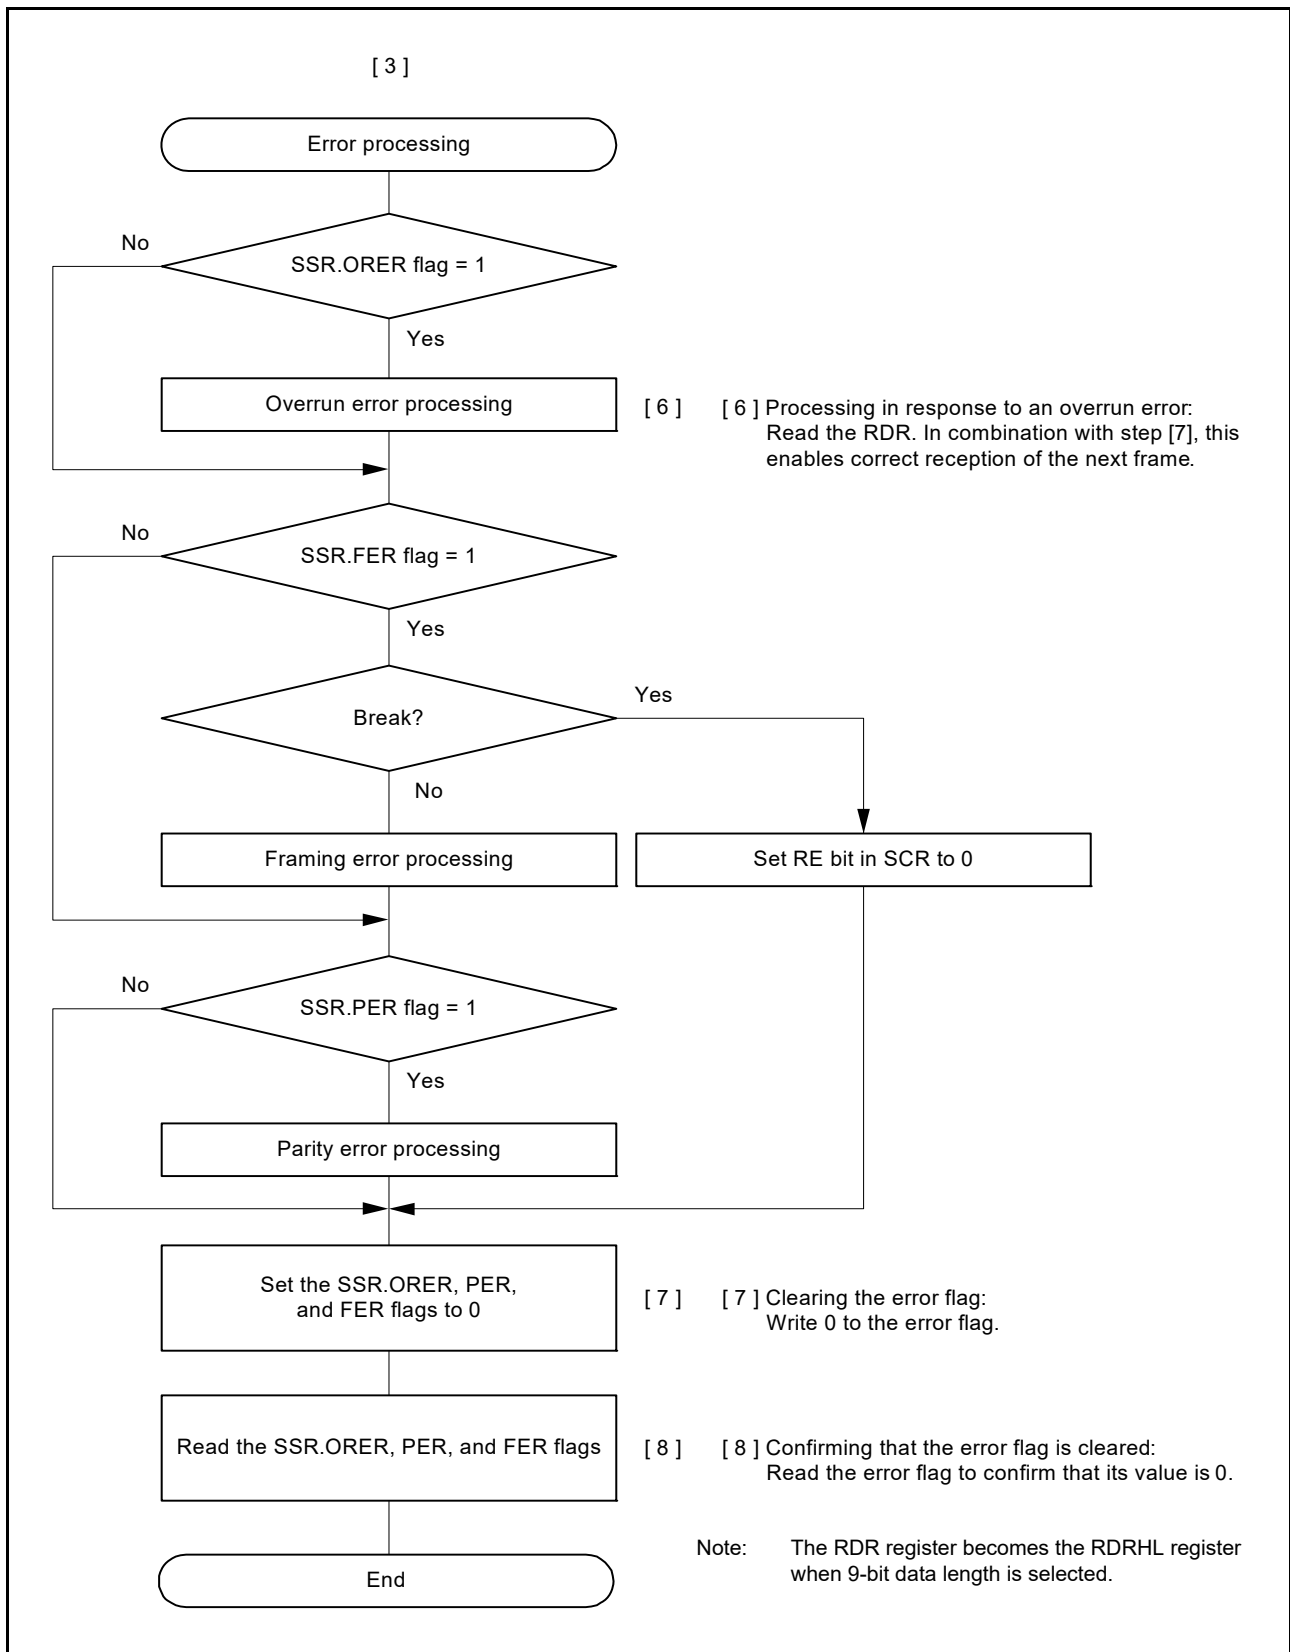 [ 3 ]
Error processing
No
SSR.ORER flag = 1
Yes
Overrun error processing
[ 6 ]
[ 6 ] Processing in response to an overrun error:
Read the RDR. In combination with step [7], this
enables correct reception of the next frame.
No
SSR.FER flag = 1
Yes
Break?
Yes
No
Framing error processing
Set RE bit in SCR to 0
No
SSR.PER flag = 1
Yes
Parity error processing
Set the SSR.ORER, PER,
and FER flags to 0
[ 7 ]
[ 7 ] Clearing the error flag:
Write 0 to the error flag.
Read the SSR.ORER, PER, and FER flags
[ 8 ]
[ 8 ] Confirming that the error flag is cleared:
Read the error flag to confirm that its value is 0.
Note: The RDR register becomes the RDRHL register
when 9-bit data length is selected.
End